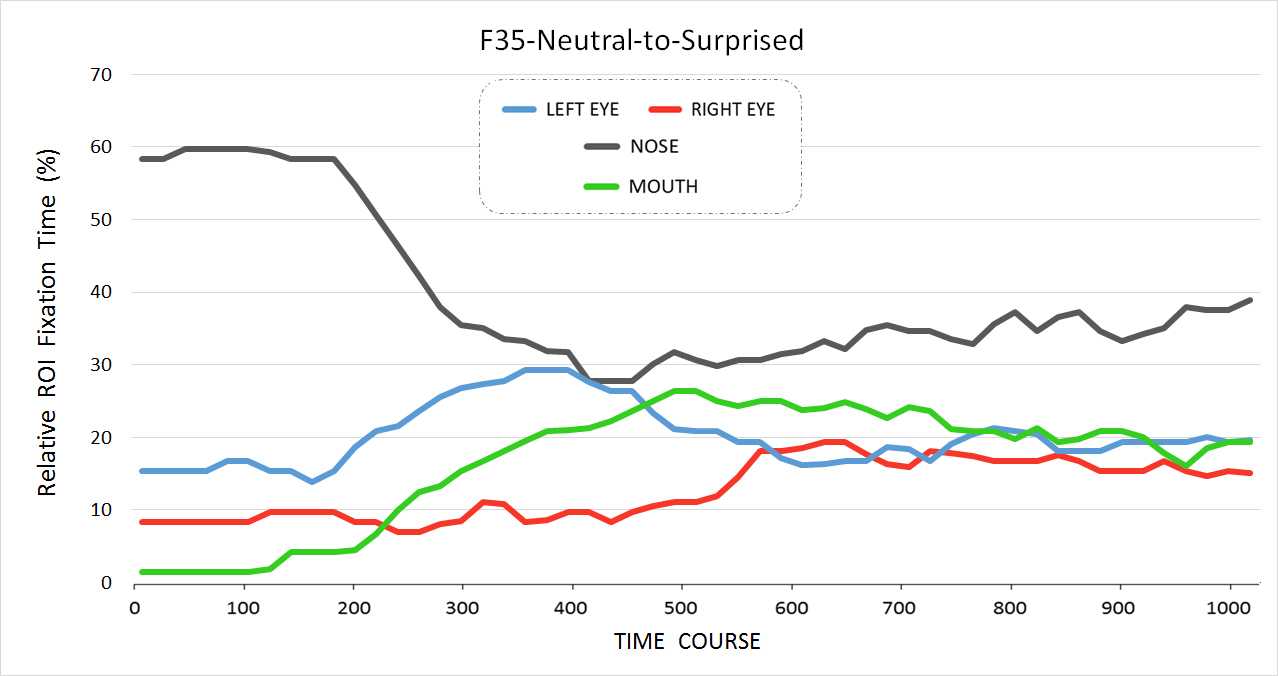 F35-Neutral-to-Surprised
LEFT EYE RIGHT EYE
NOSE
MOUTH
Relative ROI Fixation Time (%)
70
60
50
40
30
20
10
0
0 100 200 300 400 500 600 700 800 900 1000
TIME COURSE